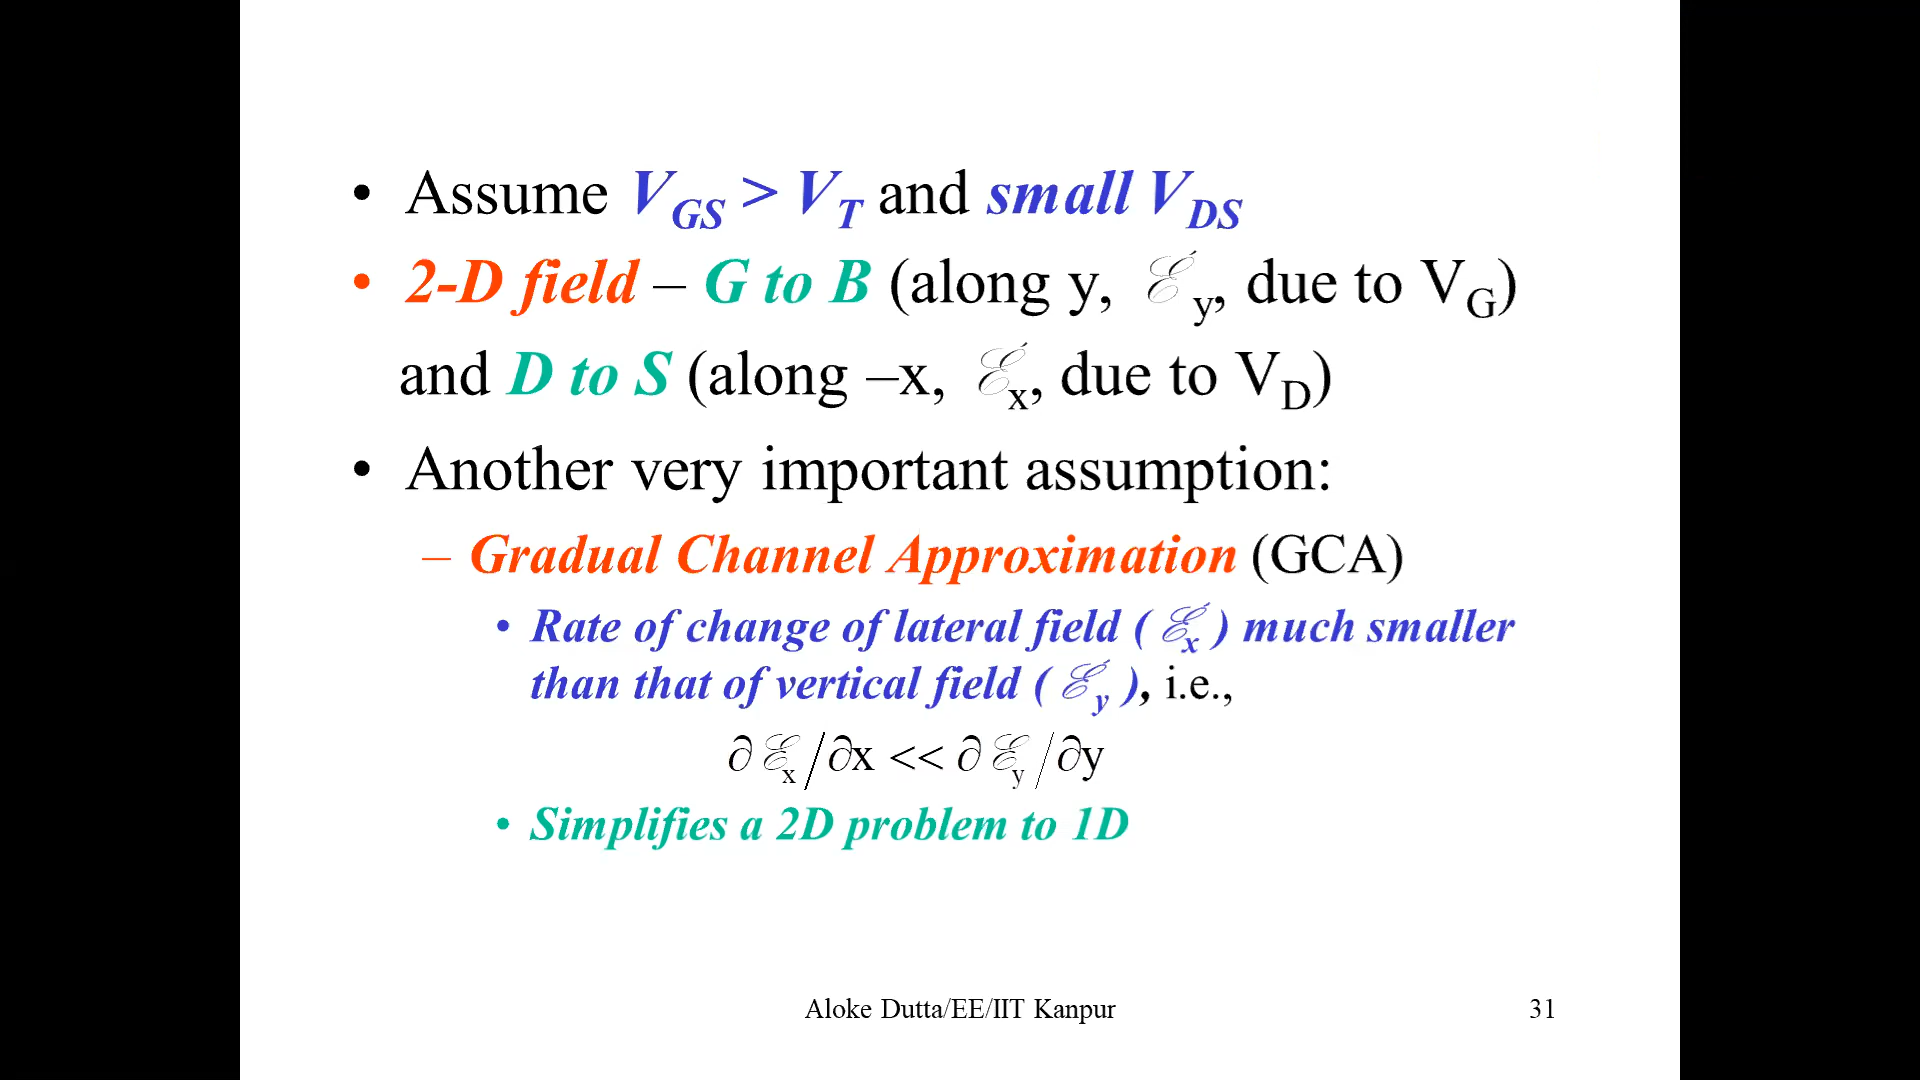 • Assume V_GS > V_T and small V_DS
• 2-D field – G to B (along y, ℰ_y, due to V_G)
and D to S (along –x, ℰ_x, due to V_D)
• Another very important assumption:
– Gradual Channel Approximation (GCA)
• Rate of change of lateral field (ℰ_x) much smaller
than that of vertical field (ℰ_y), i.e.,
∂ℰ_x/∂x << ∂ℰ_y/∂y
• Simplifies a 2D problem to 1D
Aloke Dutta/EE/IIT Kanpur
31